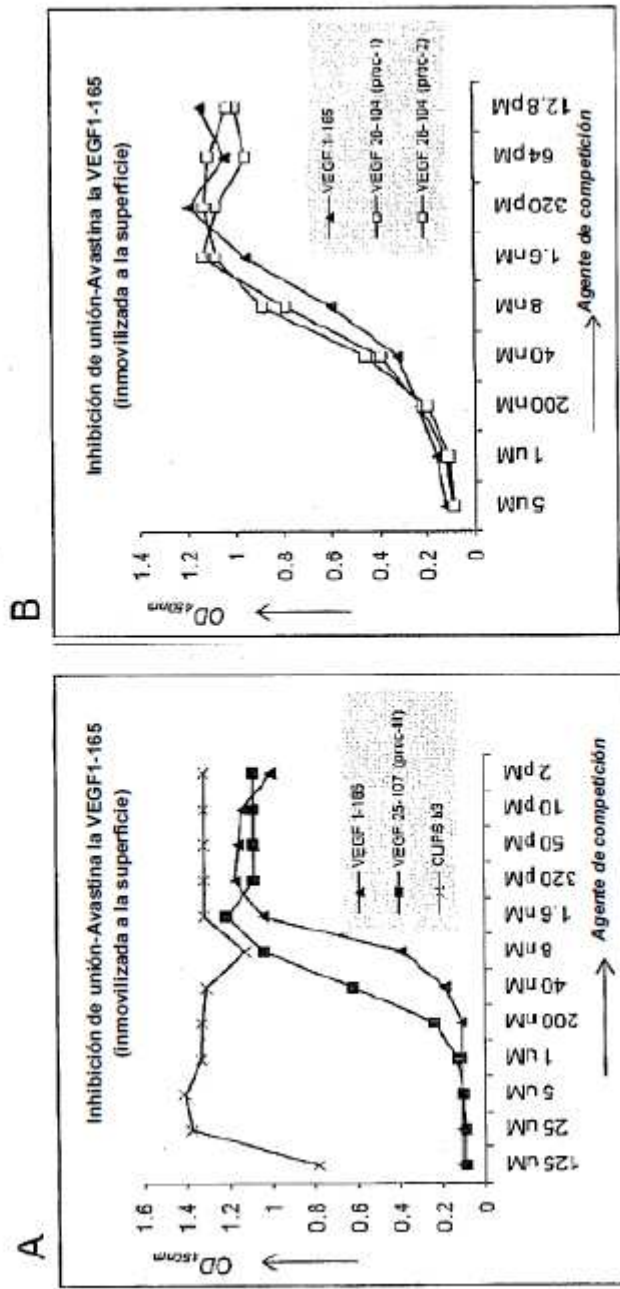 A
Inhibición de unión-Avastina la VEGF1-165
(inmovilizada a la superficie)
OD450nm
1.6
1.4
1.2
1
0.8
0.6
0.4
0.2
0
125 uM
25 uM
5 uM
1 uM
200 nM
40 nM
8 nM
1.6 nM
320 pM
50 pM
10 pM
2 pM
VEGF 1-165
VEGF 25-107 (proc-III)
CLIPS
Agente de competición
B
Inhibición de unión-Avastina la VEGF1-165
(inmovilizada a la superficie)
OD450nm
1.4
1.2
1
0.8
0.6
0.4
0.2
0
5 uM
1 uM
200 nM
40 nM
8 nM
1.6 nM
320 pM
64 pM
12,8 pM
VEGF 1-165
VEGF 26-104 (proc-1)
VEGF 26-104 (proc-2)
Agente de competición